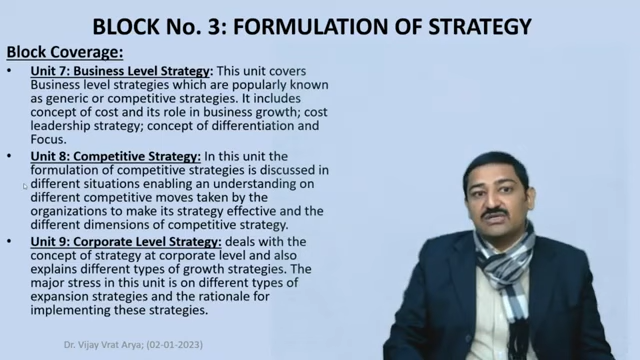 BLOCK No. 3: FORMULATION OF STRATEGY
Block Coverage:
• Unit 7: Business Level Strategy: This unit covers
Business level strategies which are popularly known
as generic or competitive strategies. It includes
concept of cost and its role in business growth; cost
leadership strategy; concept of differentiation and
Focus.
• Unit 8: Competitive Strategy: In this unit the
formulation of competitive strategies is discussed in
different situations enabling an understanding on
different competitive moves taken by the
organizations to make its strategy effective and the
different dimensions of competitive strategy.
• Unit 9: Corporate Level Strategy: deals with the
concept of strategy at corporate level and also
explains different types of growth strategies. The
major stress in this unit is on different types of
expansion strategies and the rationale for
implementing these strategies.
Dr. Vijay Vrat Arya; (02-01-2023)